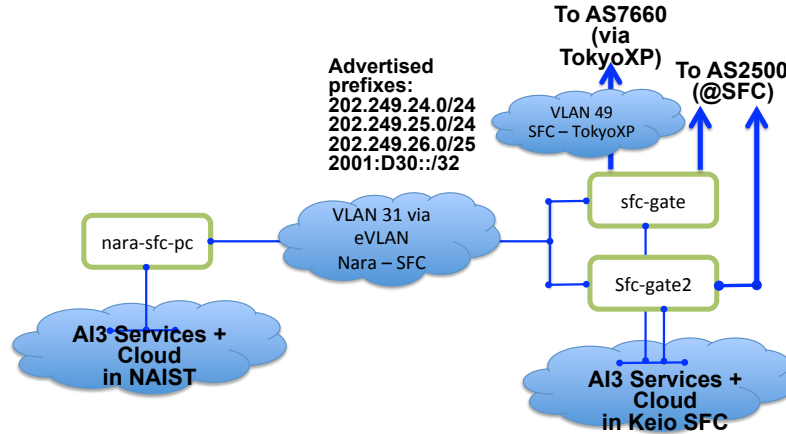 To AS7660
(via
TokyoXP)
To AS2500
(@SFC)
Advertised
prefixes:
202.249.24.0/24
202.249.25.0/24
202.249.26.0/25
2001:D30::/32
VLAN 49
SFC – TokyoXP
sfc-gate
VLAN 31 via
eVLAN
Nara – SFC
nara-sfc-pc
Sfc-gate2
AI3 Services +
Cloud
in NAIST
AI3 Services +
Cloud
in Keio SFC